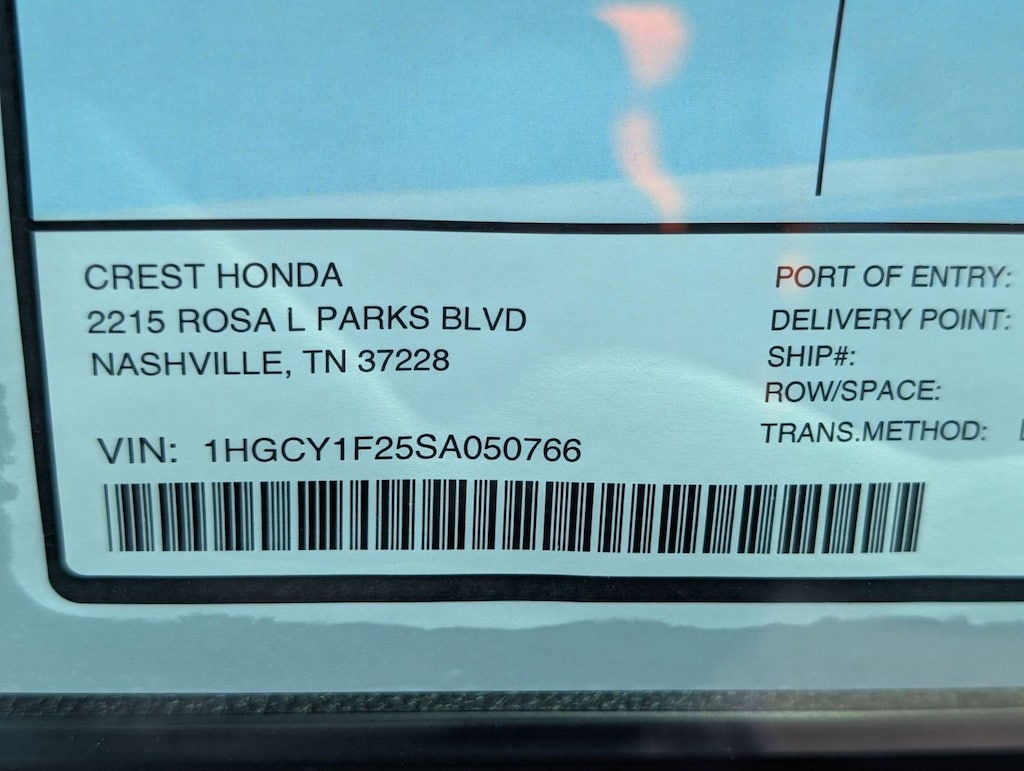 CREST HONDA
2215 ROSA L PARKS BLVD
NASHVILLE, TN 37228
VIN: 1HGCY1F25SA050766
PORT OF ENTRY:
DELIVERY POINT:
SHIP#:
ROW/SPACE:
TRANS.METHOD: